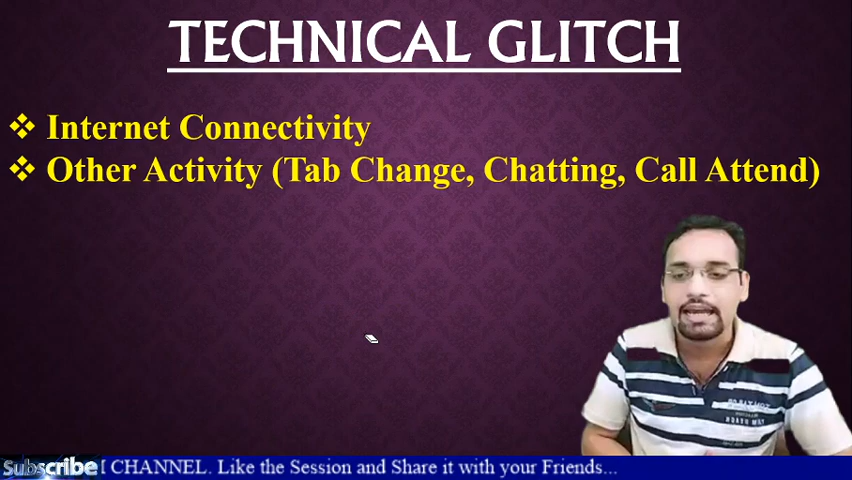 TECHNICAL GLITCH
❖ Internet Connectivity
❖ Other Activity (Tab Change, Chatting, Call Attend)
Subscribe CHANNEL. Like the Session and Share it with your Friends...